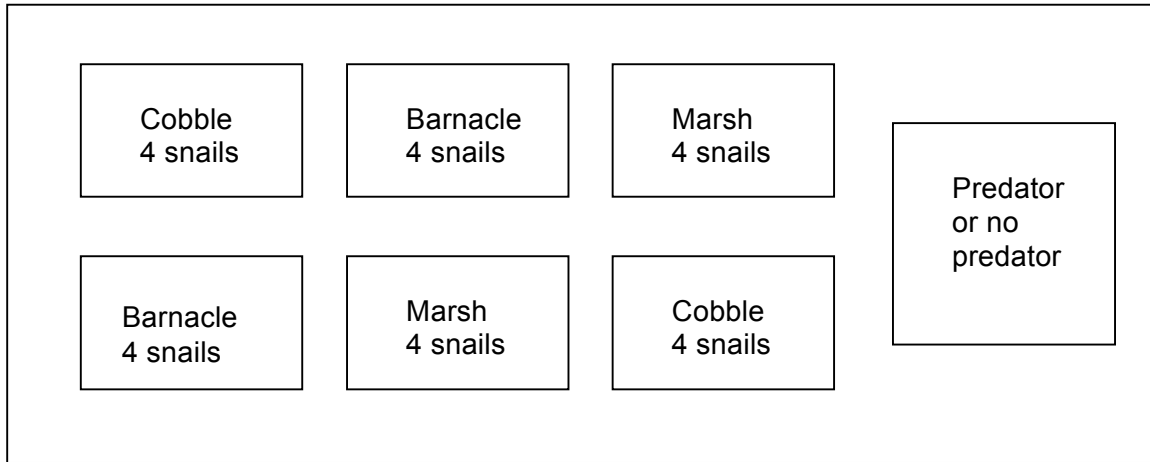 Cobble
4 snails
Barnacle
4 snails
Marsh
4 snails
Predator
or no
predator
Barnacle
4 snails
Marsh
4 snails
Cobble
4 snails